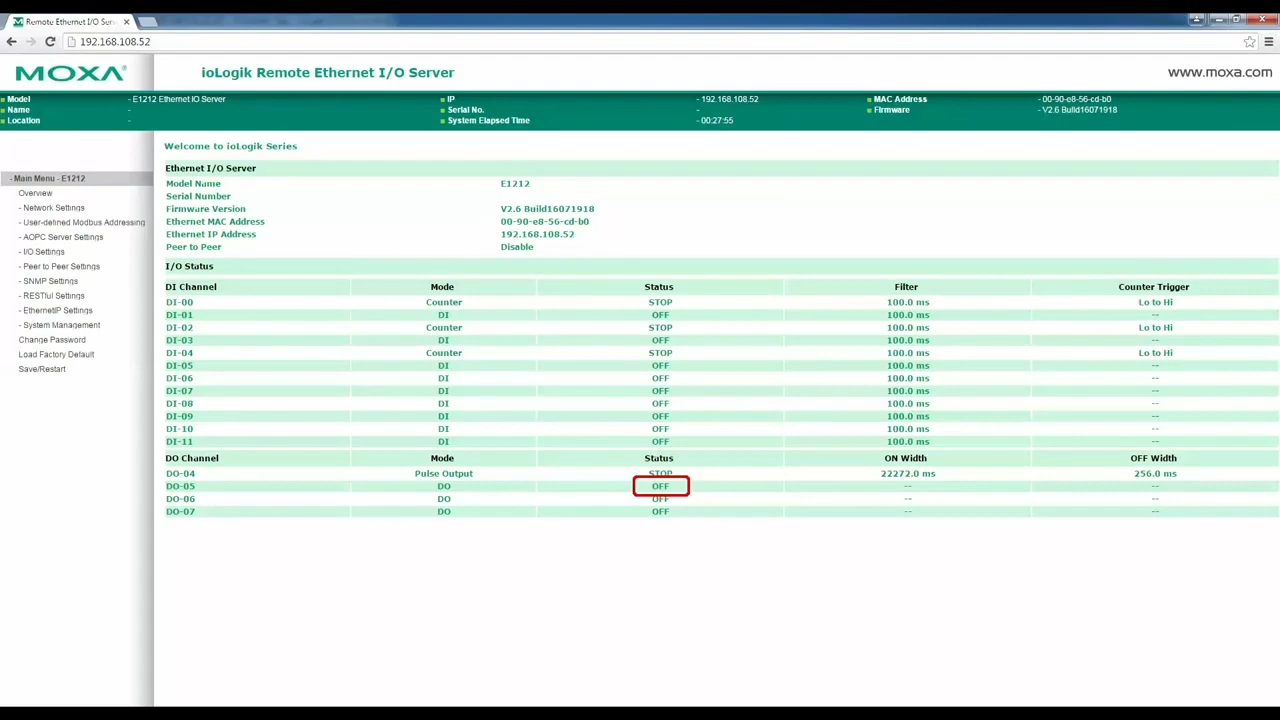 Remote Ethernet I/O Serv
192.168.108.52
MOXA
ioLogik Remote Ethernet I/O Server
www.moxa.com
Model - E1212 Ethernet IO Server IP - 192.168.108.52 MAC Address - 00-90-e8-56-cd-b0
Name - Serial No. - Firmware - V2.6 Build16071918
Location - System Elapsed Time - 00:27:55
- Main Menu - E1212
Overview
- Network Settings
- User-defined Modbus Addressing
- AOPC Server Settings
- I/O Settings
- Peer to Peer Settings
- SNMP Settings
- RESTful Settings
- EthernetIP Settings
- System Management
Change Password
Load Factory Default
Save/Restart
Welcome to ioLogik Series
Ethernet I/O Server
Model Name E1212
Serial Number
Firmware Version V2.6 Build16071918
Ethernet MAC Address 00-90-e8-56-cd-b0
Ethernet IP Address 192.168.108.52
Peer to Peer Disable
I/O Status
DI Channel Mode Status Filter Counter Trigger
DI-00 Counter STOP 100.0 ms Lo to Hi
DI-01 DI OFF 100.0 ms --
DI-02 Counter STOP 100.0 ms Lo to Hi
DI-03 DI OFF 100.0 ms --
DI-04 Counter STOP 100.0 ms Lo to Hi
DI-05 DI OFF 100.0 ms --
DI-06 DI OFF 100.0 ms --
DI-07 DI OFF 100.0 ms --
DI-08 DI OFF 100.0 ms --
DI-09 DI OFF 100.0 ms --
DI-10 DI OFF 100.0 ms --
DI-11 DI OFF 100.0 ms --
DO Channel Mode Status ON Width OFF Width
DO-04 Pulse Output STOP 22272.0 ms 256.0 ms
DO-05 DO OFF -- --
DO-06 DO OFF -- --
DO-07 DO OFF -- --